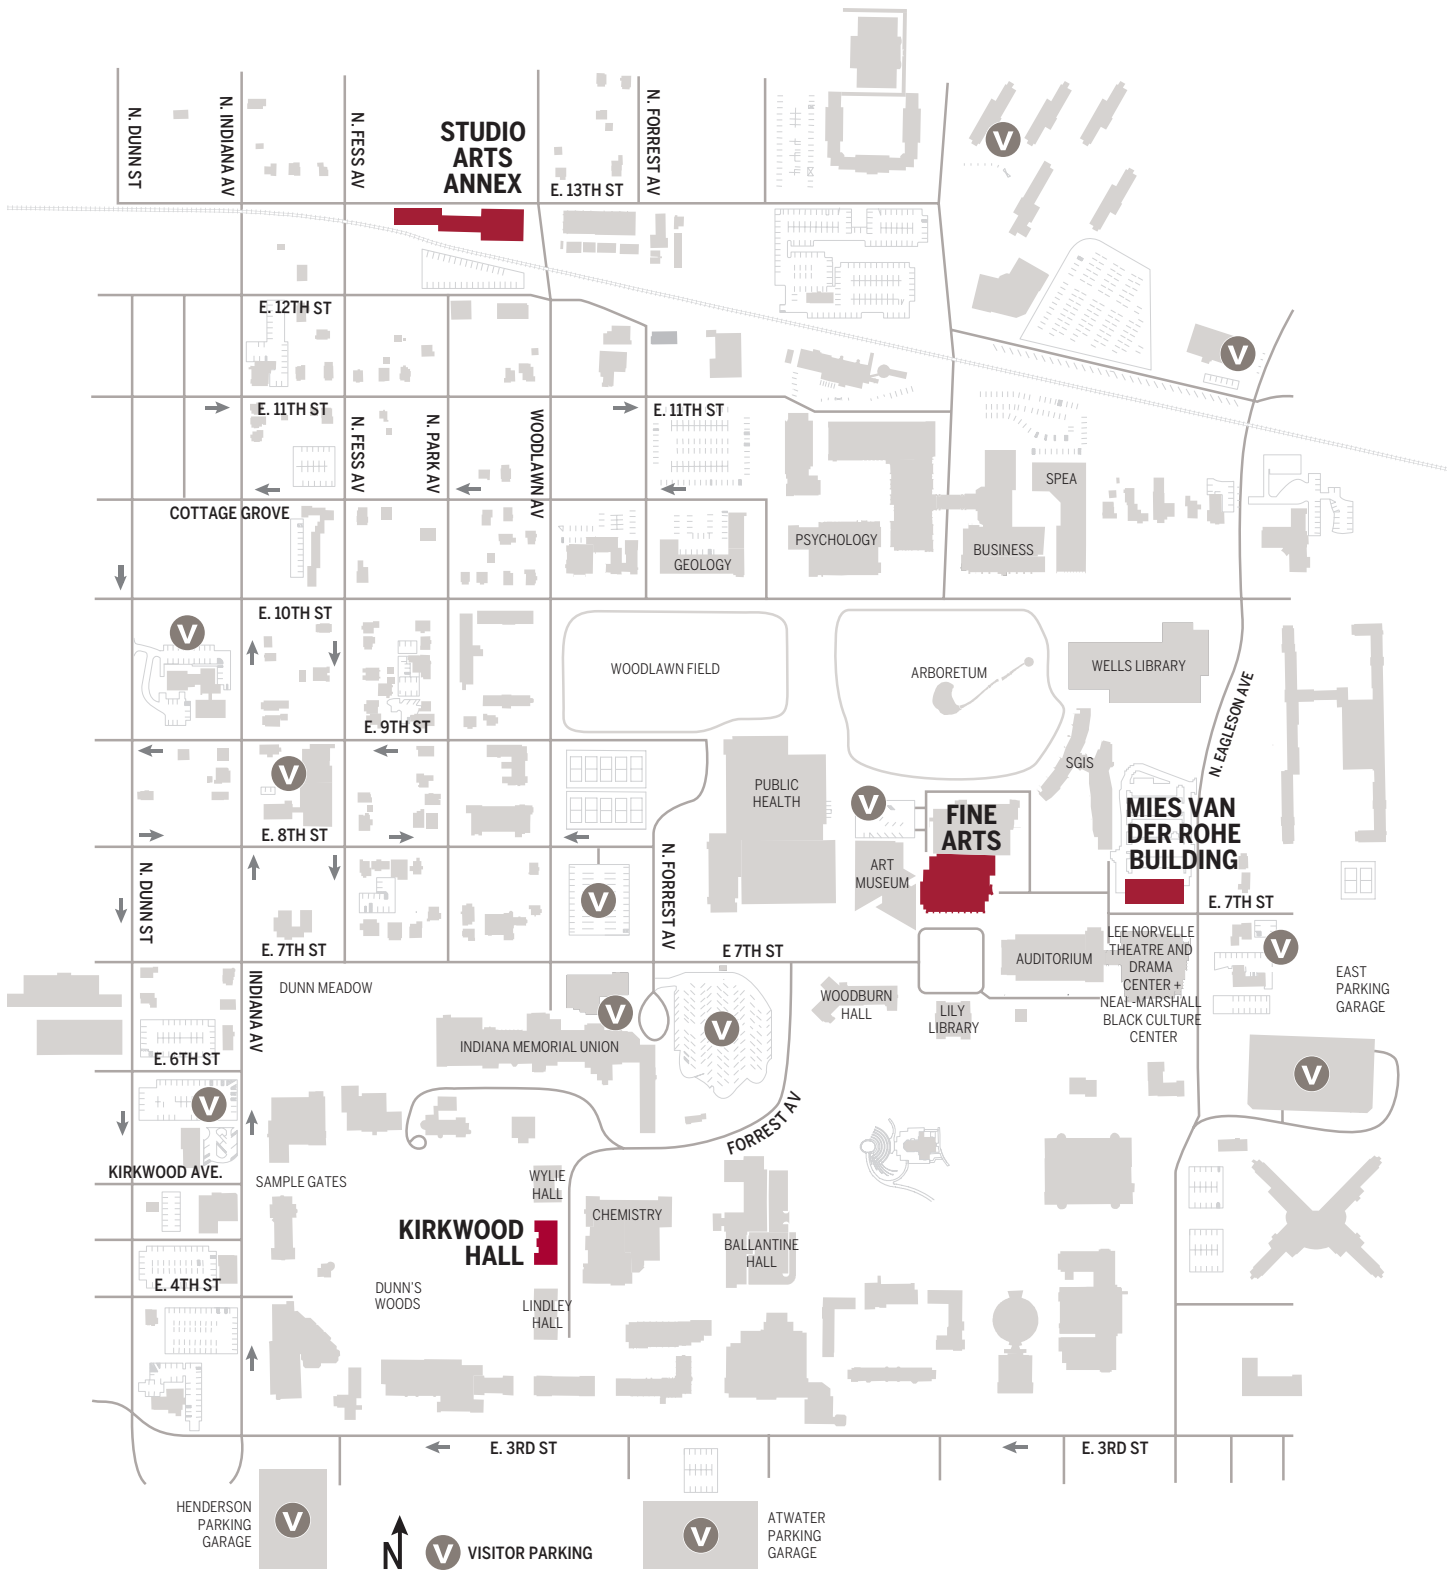 N. DUNN ST
N. INDIANA AV
N. FESS AV
STUDIO
ARTS
ANNEX
N. FORREST AV
E. 13TH ST
V
E. 12TH ST
V
E. 11TH ST
E. 11TH ST
N. FESS AV
N. PARK AV
WOODLAWN AV
SPEA
COTTAGE GROVE
PSYCHOLOGY
BUSINESS
GEOLOGY
E. 10TH ST
V
WOODLAWN FIELD
ARBORETUM
WELLS LIBRARY
E. 9TH ST
N. EAGLESON AVE
V
PUBLIC
HEALTH
V
SGIS
FINE
ARTS
MIES VAN
DER ROHE
BUILDING
E. 8TH ST
N. DUNN ST
V
N. FORREST AV
ART
MUSEUM
E. 7TH ST
E. 7TH ST
E 7TH ST
AUDITORIUM
LEE NORVELLE
THEATRE AND
DRAMA
CENTER +
NEAL-MARSHALL
BLACK CULTURE
CENTER
V
EAST
PARKING
GARAGE
INDIANA AV
DUNN MEADOW
WOODBURN
HALL
LILY
LIBRARY
V
V
INDIANA MEMORIAL UNION
E. 6TH ST
V
V
FORREST AV
KIRKWOOD AVE.
SAMPLE GATES
WYLIE
HALL
CHEMISTRY
KIRKWOOD
HALL
BALLANTINE
HALL
E. 4TH ST
DUNN'S
WOODS
LINDLEY
HALL
E. 3RD ST
E. 3RD ST
HENDERSON
PARKING
GARAGE
V
N
V VISITOR PARKING
V
ATWATER
PARKING
GARAGE